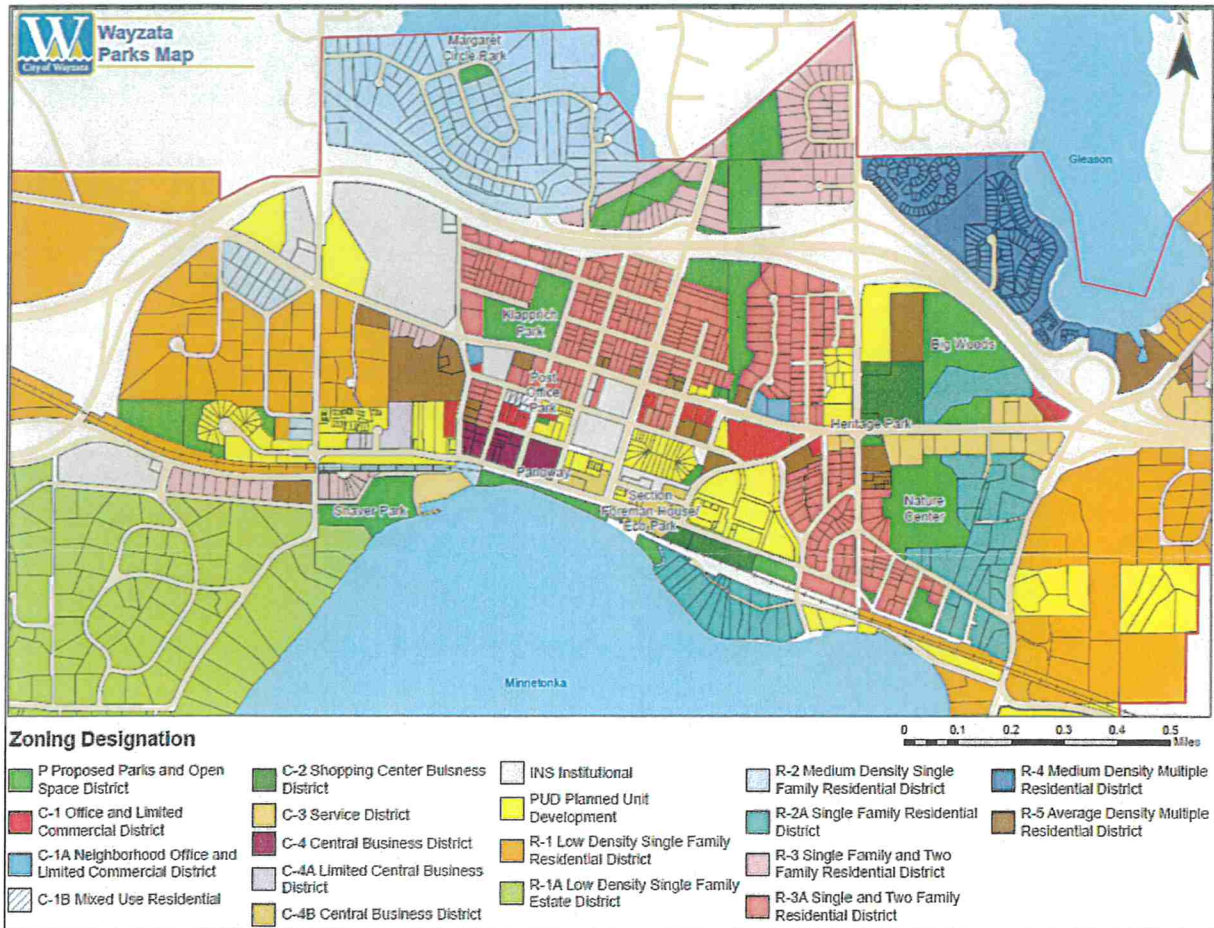 W
City of Wayzata
Wayzata
Parks Map
N
Margaret
Circle Park
Gleason
Klapprich
Park
Big Woods
Post
Office
Park
Heritage Park
Panoway
Section
Foreman House/
Eco Park
Nature
Center
Shaver Park
Minnetonka
Zoning Designation
0 0.1 0.2 0.3 0.4 0.5
Miles
P Proposed Parks and Open
Space District
C-1 Office and Limited
Commercial District
C-1A Neighborhood Office and
Limited Commercial District
C-1B Mixed Use Residential
C-2 Shopping Center Buisness
District
C-3 Service District
C-4 Central Business District
C-4A Limited Central Business
District
C-4B Central Business District
INS Institutional
PUD Planned Unit
Development
R-1 Low Density Single Family
Residential District
R-1A Low Density Single Family
Estate District
R-2 Medium Density Single
Family Residential District
R-2A Single Family Residential
District
R-3 Single Family and Two
Family Residential District
R-3A Single and Two Family
Residential District
R-4 Medium Density Multiple
Residential District
R-5 Average Density Multiple
Residential District